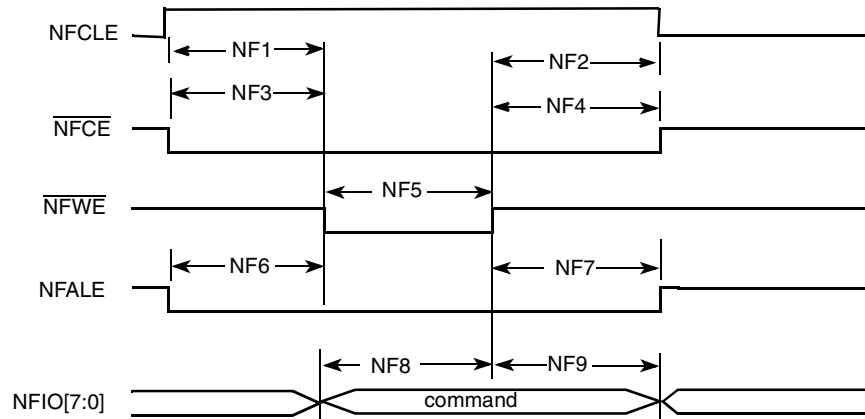 NFCLE
NF1
NF2
NF3
NF4
NFCE
NF5
NFWE
NF6
NF7
NFALE
NF8
NF9
NFIO[7:0]
command